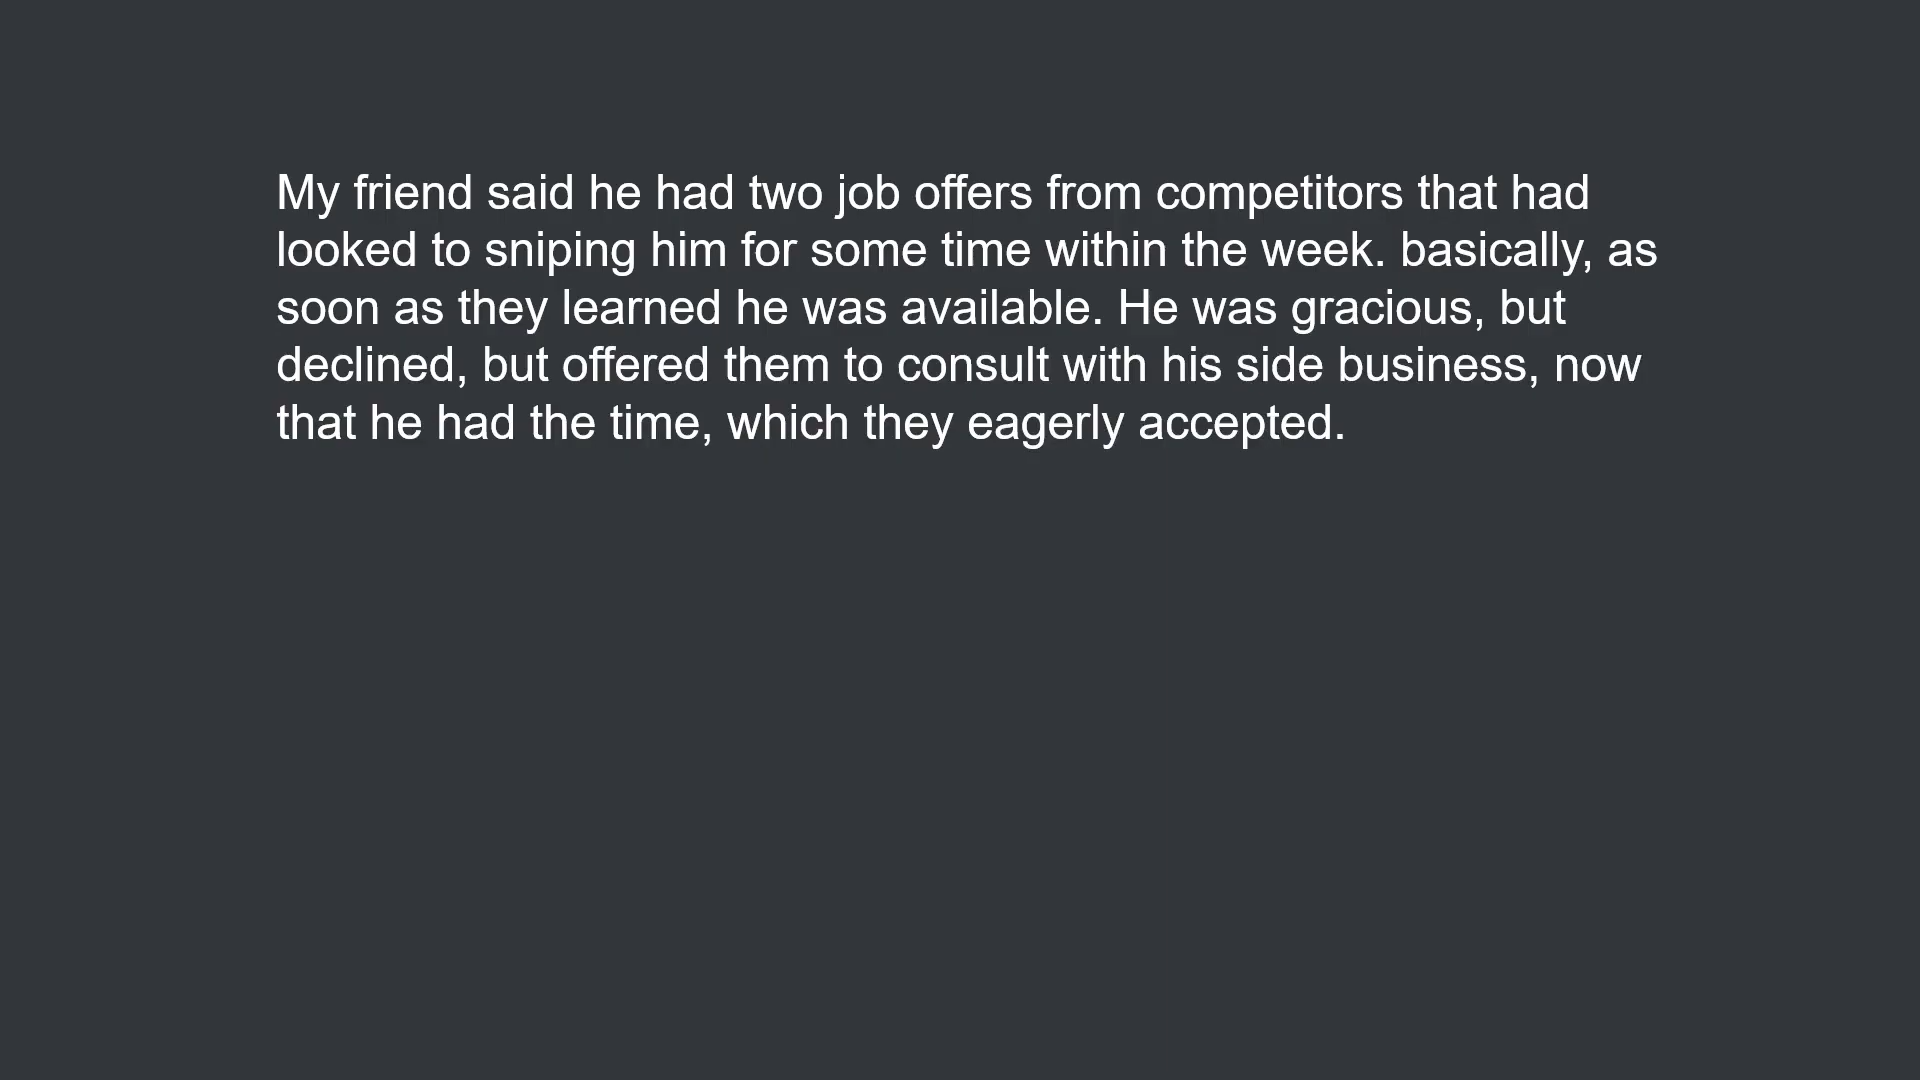 My friend said he had two job offers from competitors that had
looked to sniping him for some time within the week. basically, as
soon as they learned he was available. He was gracious, but
declined, but offered them to consult with his side business, now
that he had the time, which they eagerly accepted.